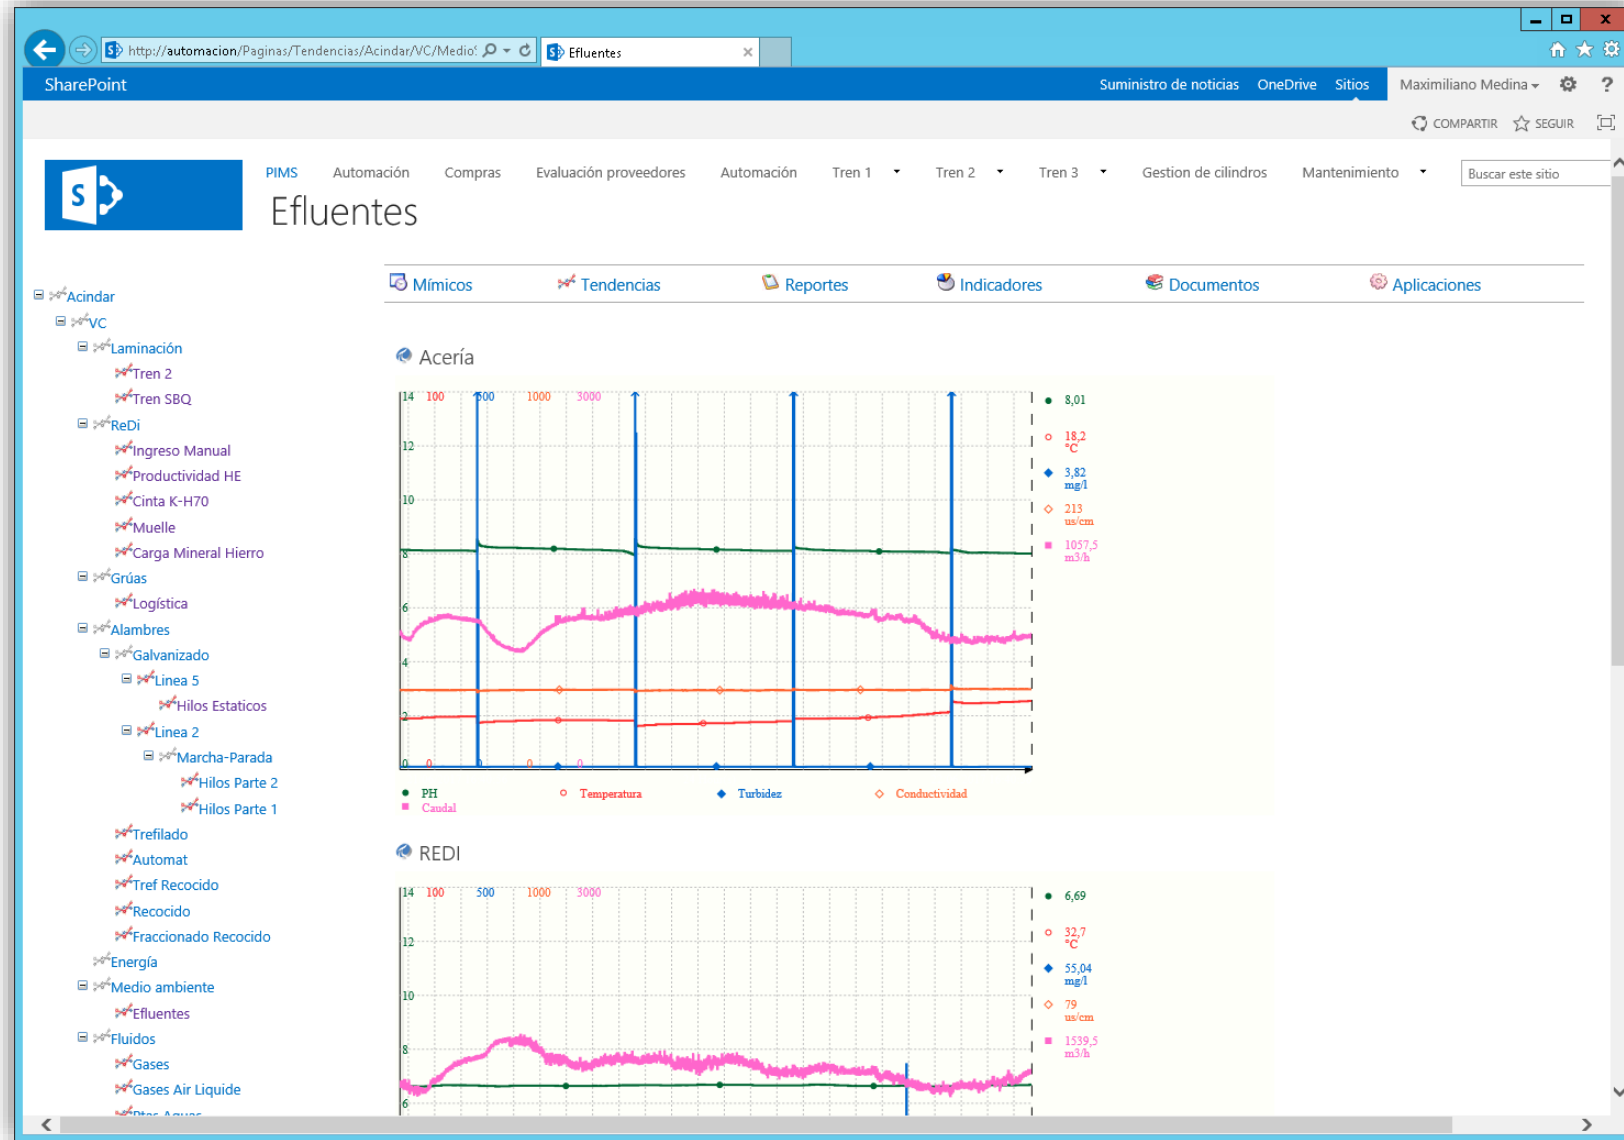 http://automacion/Paginas/Tendencias/Acindar/VC/Medio
Efluentes
SharePoint
Suministro de noticias OneDrive Sitios Maximiliano Medina ?
COMPARTIR SEGUIR
PIMS Automación Compras Evaluación proveedores Automación Tren 1 Tren 2 Tren 3 Gestion de cilindros Mantenimiento Buscar este sitio
S
Efluentes
Mímicos Tendencias Reportes Indicadores Documentos Aplicaciones
Acindar
VC
Laminación
Tren 2
Tren SBQ
ReDi
Ingreso Manual
Productividad HE
Cinta K-H70
Muelle
Carga Mineral Hierro
Grúas
Logística
Alambres
Galvanizado
Linea 5
Hilos Estaticos
Linea 2
Marcha-Parada
Hilos Parte 2
Hilos Parte 1
Trefilado
Automat
Tref Recocido
Recocido
Fraccionado Recocido
Energía
Medio ambiente
Efluentes
Fluidos
Gases
Gases Air Liquide
Acería
14 100 500 1000 3000
12
10
8
6
4
2
0 0 0 0 0
8,01
18,2
°C
3,82
mg/l
213
us/cm
1057,5
m3/h
PH Temperatura Turbidez Conductividad
Caudal
REDI
14 100 500 1000 3000
12
10
8
6
6,69
32,7
°C
55,04
mg/l
79
us/cm
1539,5
m3/h